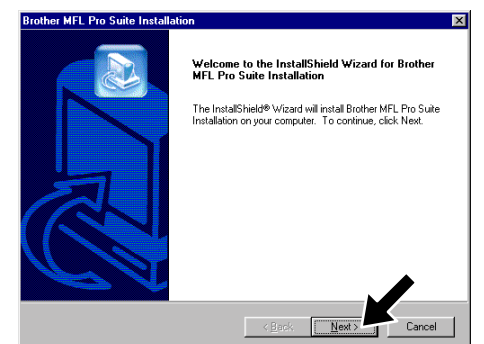 Brother MFL Pro Suite Installation
Welcome to the InstallShield Wizard for Brother
MFL Pro Suite Installation
The InstallShield® Wizard will install Brother MFL Pro Suite
Installation on your computer. To continue, click Next.
< Back
Next >
Cancel